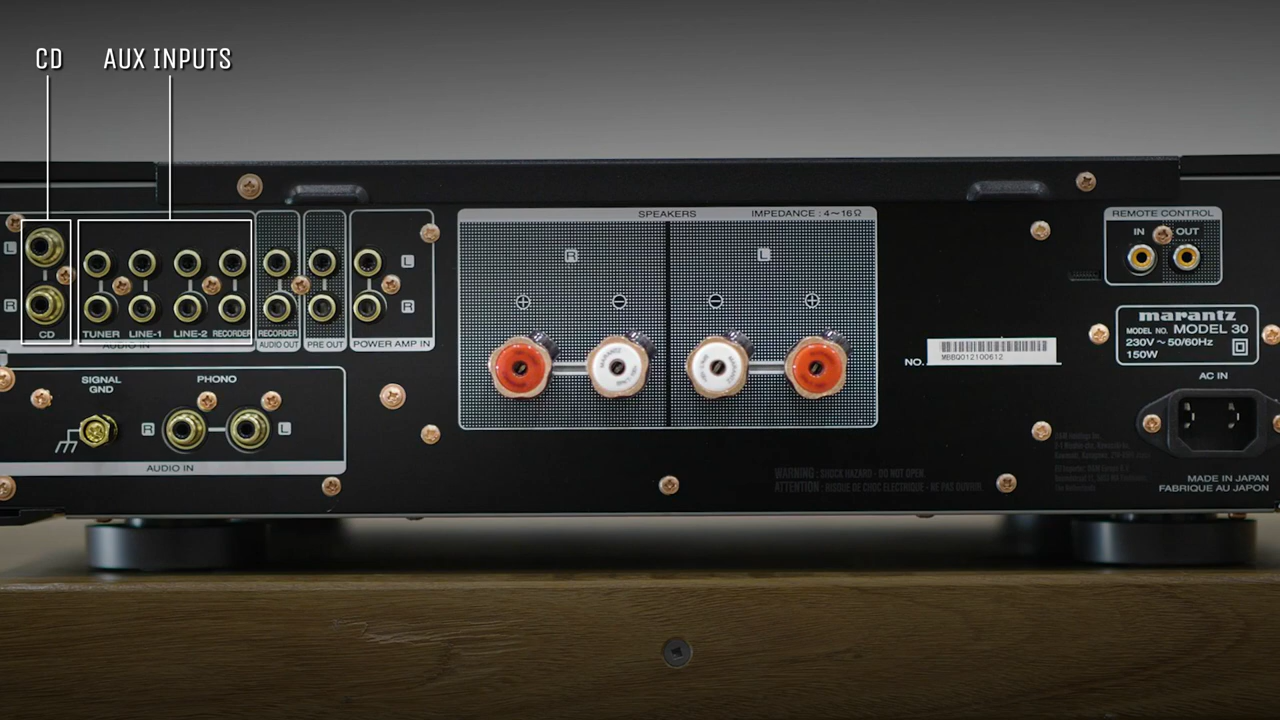 CD
AUX INPUTS
SPEAKERS
IMPEDANCE : 4~16Ω
REMOTE CONTROL
IN
OUT
R
L
L
L
R
R
CD
TUNER
LINE-1
LINE-2
RECORDER
RECORDER
AUDIO IN
AUDIO OUT
PRE OUT
POWER AMP IN
marantz
MODEL NO. MODEL 30
230V ~ 50/60Hz
150W
NO.
MBBQ012100612
AC IN
SIGNAL
GND
PHONO
R
L
AUDIO IN
WARNING : SHOCK HAZARD - DO NOT OPEN.
ATTENTION : RISQUE DE CHOC ELECTRIQUE - NE PAS OUVRIR.
MADE IN JAPAN
FABRIQUE AU JAPON